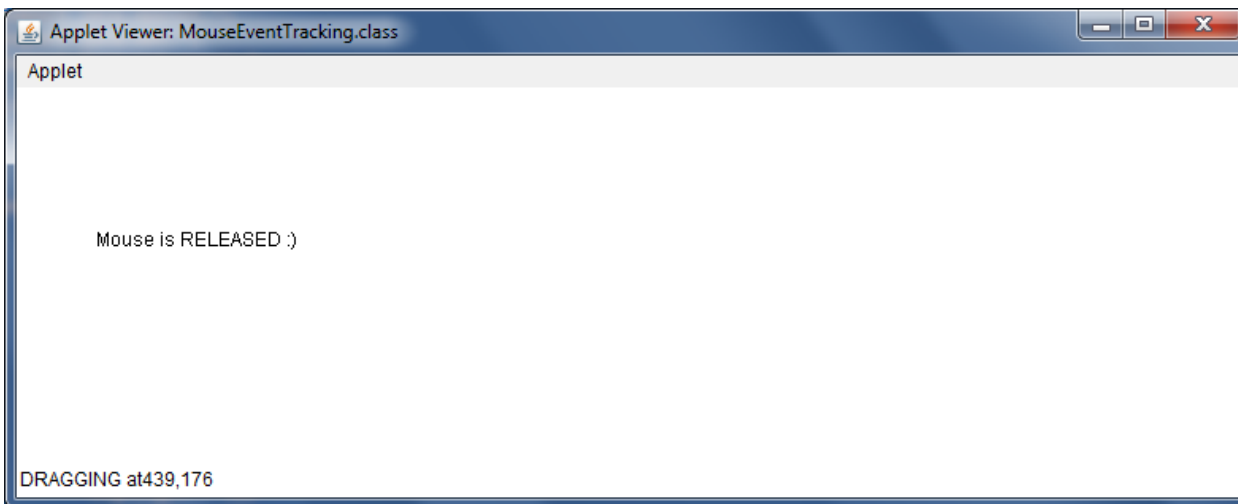 Applet Viewer: MouseEventTracking.class
Applet
Mouse is RELEASED :)
DRAGGING at439,176